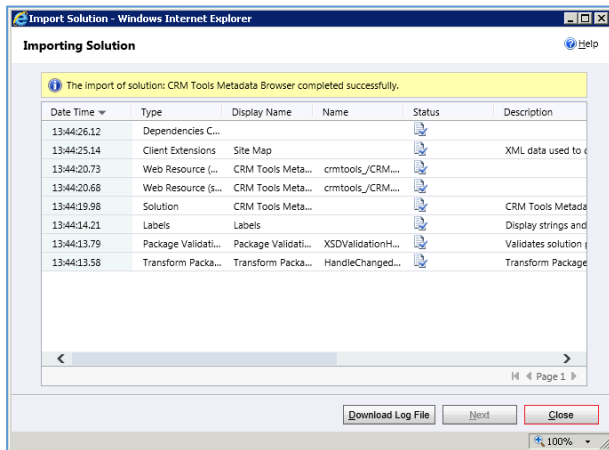 Import Solution - Windows Internet Explorer
Importing Solution
Help
The import of solution: CRM Tools Metadata Browser completed successfully.
Date Time Type Display Name Name Status Description
13:44:26.12 Dependencies C...
13:44:25.14 Client Extensions Site Map XML data used to c
13:44:20.73 Web Resource (... CRM Tools Meta... crmtools_/CRM....
13:44:20.68 Web Resource (s... CRM Tools Meta... crmtools_/CRM....
13:44:19.98 Solution CRM Tools Meta... CRM Tools Metada
13:44:14.21 Labels Labels Display strings and
13:44:13.79 Package Validati... Package Validati... XSDValidationH... Validates solution p
13:44:13.58 Transform Packa... Transform Packa... HandleChanged... Transform Package
Page 1
Download Log File Next Close
100%